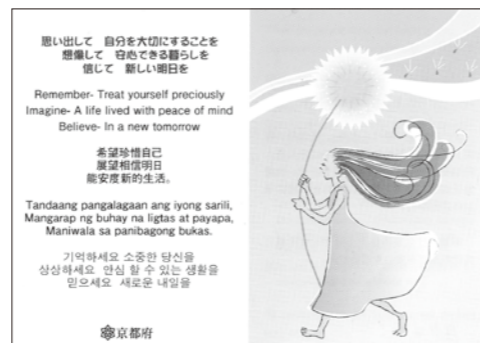 思い出して 自分を大切にすることを
想像して 安心できる暮らしを
信じて 新しい明日を
Remember- Treat yourself preciously
Imagine- A life lived with peace of mind
Believe- In a new tomorrow
希望珍惜自己
展望相信明日
能安度新的生活。
Tandaang pangalagaan ang iyong sarili,
Mangarap ng buhay na ligtas at payapa,
Maniwala sa panibagong bukas.
기억하세요 소중한 당신을
상상하세요 안심 할 수 있는 생활을
믿으세요 새로운 내일을
京都府